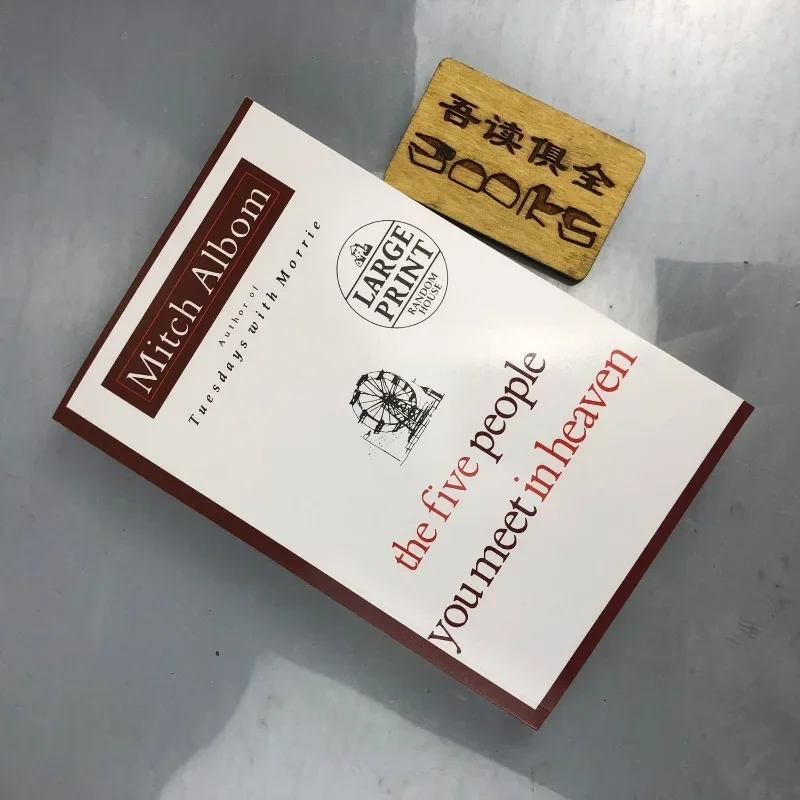 Mitch Albom
Author of
Tuesdays with Morrie
LARGE
PRINT
RANDOM
HOUSE
the five people
you meet in heaven
吾读俱全
BOOKS